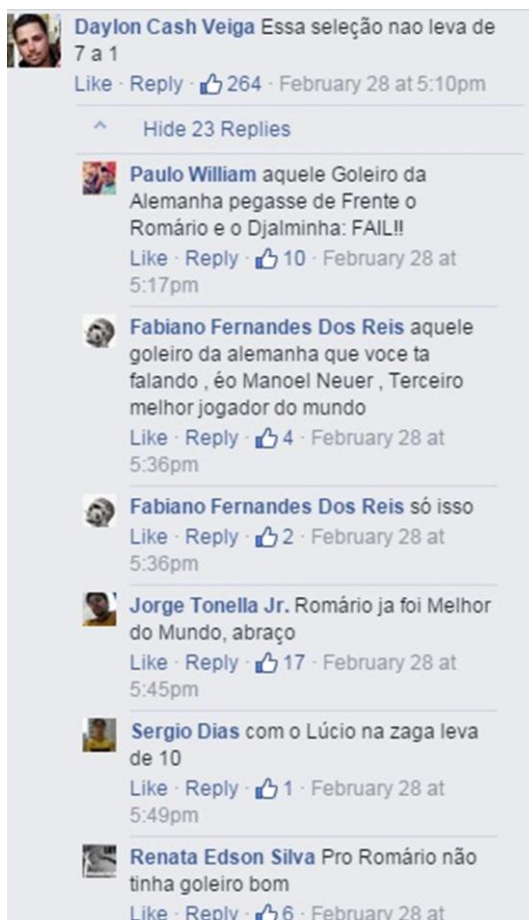 Daylon Cash Veiga Essa seleção nao leva de
7 a 1
Like · Reply · 264 · February 28 at 5:10pm
Hide 23 Replies
Paulo William aquele Goleiro da
Alemanha pegasse de Frente o
Romário e o Djalminha: FAIL!!
Like · Reply · 10 · February 28 at
5:17pm
Fabiano Fernandes Dos Reis aquele
goleiro da alemanha que voce ta
falando , éo Manoel Neuer , Terceiro
melhor jogador do mundo
Like · Reply · 4 · February 28 at
5:36pm
Fabiano Fernandes Dos Reis só isso
Like · Reply · 2 · February 28 at
5:36pm
Jorge Tonella Jr. Romário ja foi Melhor
do Mundo, abraço
Like · Reply · 17 · February 28 at
5:45pm
Sergio Dias com o Lúcio na zaga leva
de 10
Like · Reply · 1 · February 28 at
5:49pm
Renata Edson Silva Pro Romário não
tinha goleiro bom
Like · Reply · 6 · February 28 at